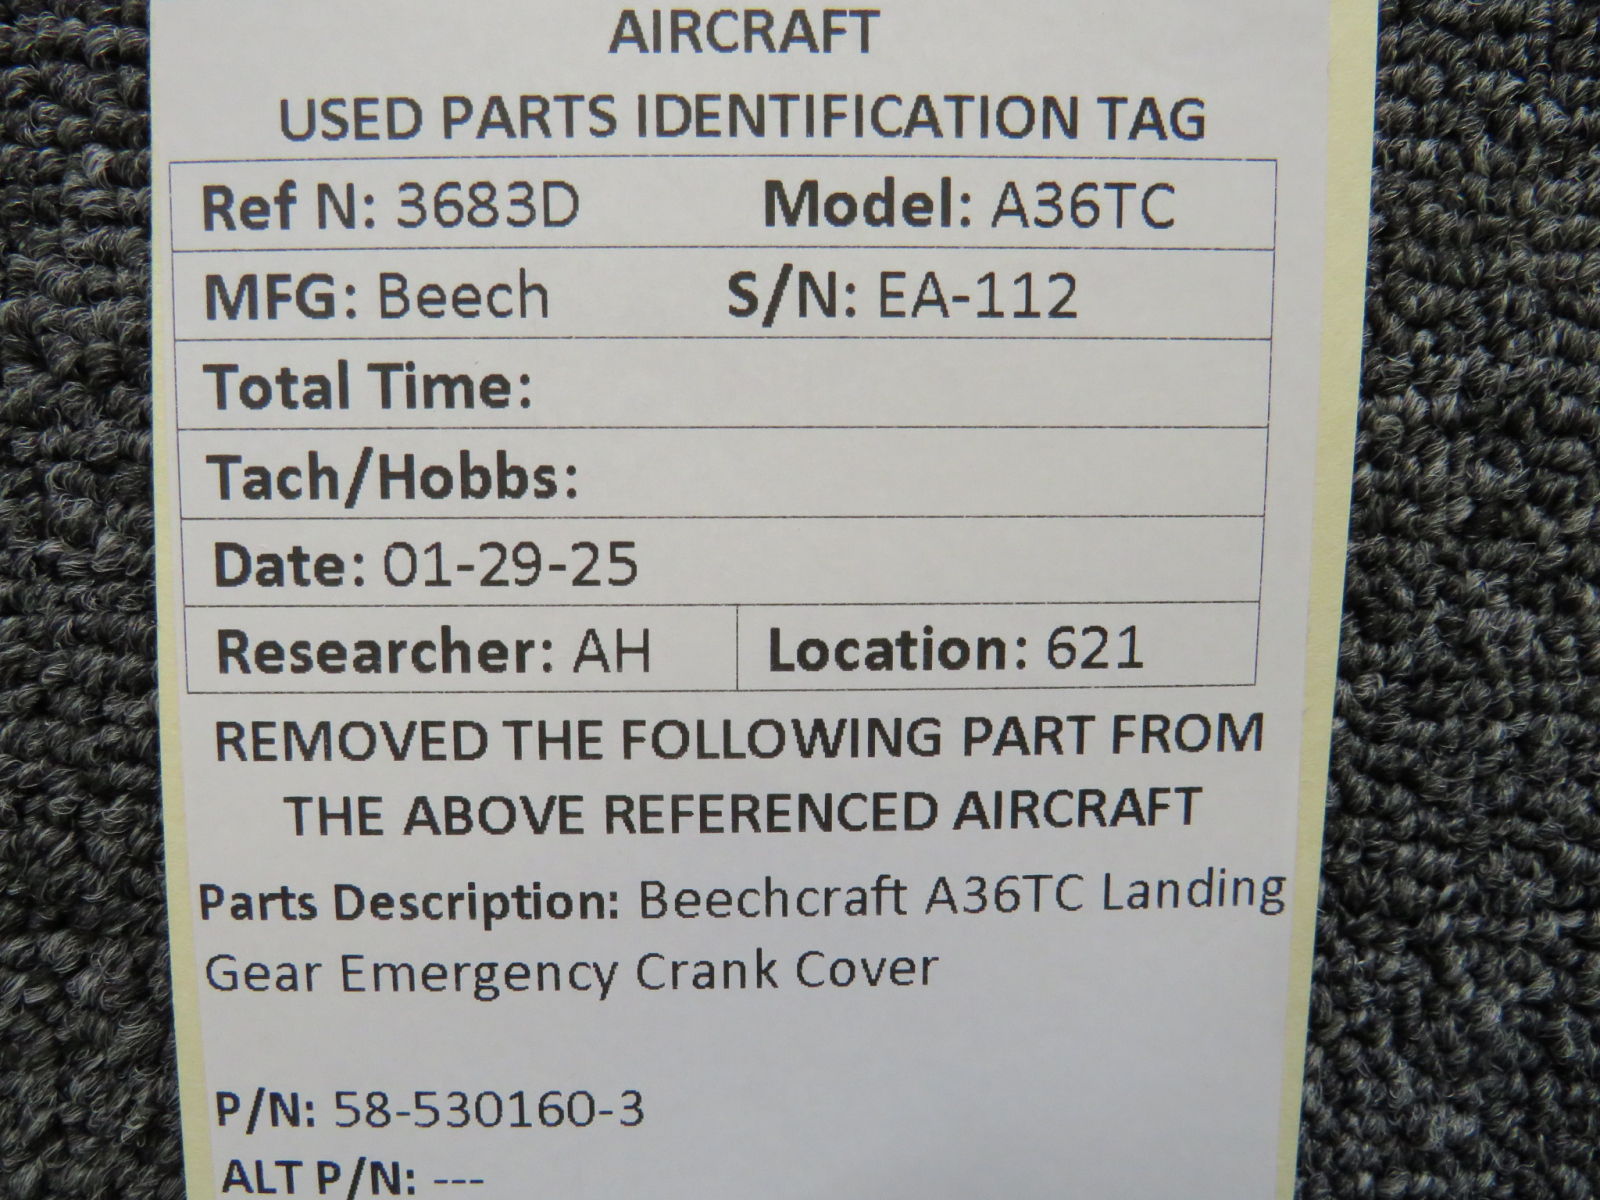 AIRCRAFT
USED PARTS IDENTIFICATION TAG
Ref N: 3683D Model: A36TC
MFG: Beech S/N: EA-112
Total Time:
Tach/Hobbs:
Date: 01-29-25
Researcher: AH Location: 621
REMOVED THE FOLLOWING PART FROM
THE ABOVE REFERENCED AIRCRAFT
Parts Description: Beechcraft A36TC Landing
Gear Emergency Crank Cover
P/N: 58-530160-3
ALT P/N: ---